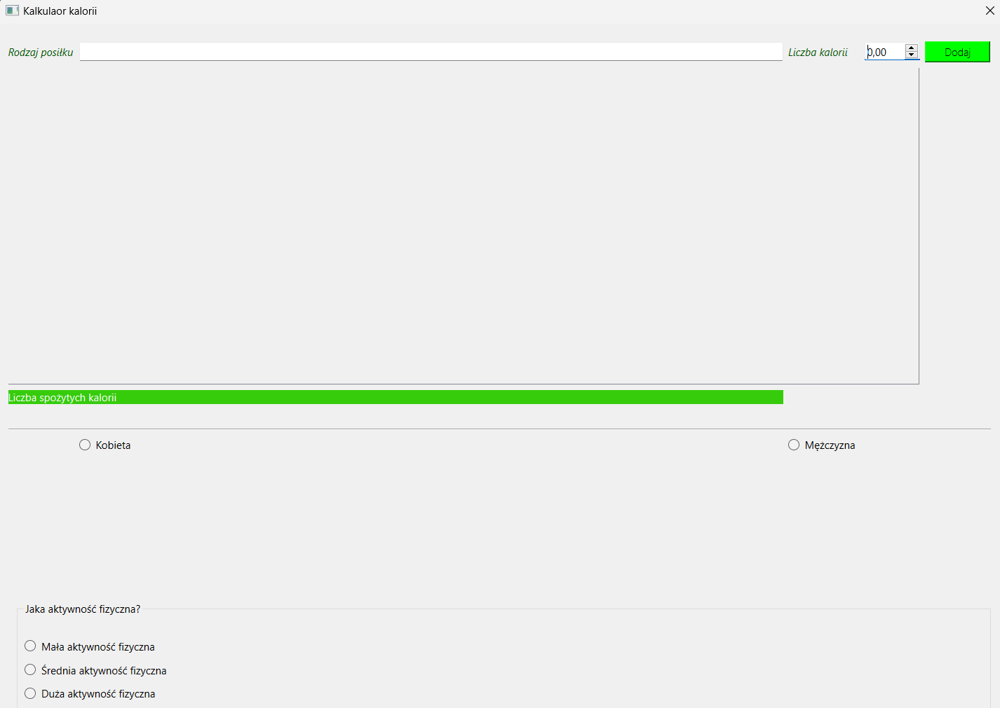 Kalkulaor kalorii
Rodzaj posiłku
Liczba kalorii
0,00
Dodaj
Liczba spożytych kalorii
Kobieta
Mężczyzna
Jaka aktywność fizyczna?
Mała aktywność fizyczna
Średnia aktywność fizyczna
Duża aktywność fizyczna